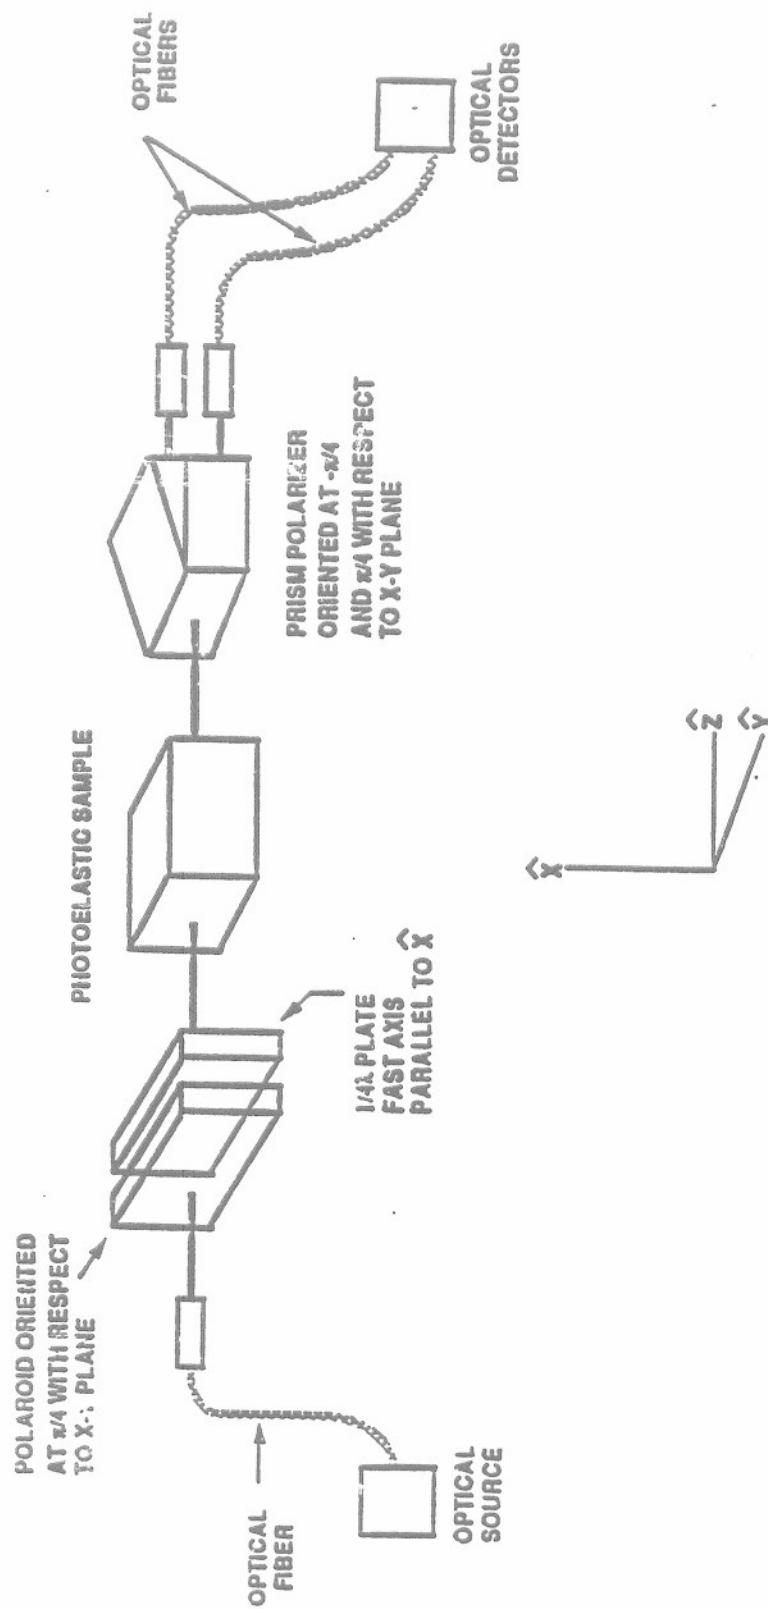 POLAROID ORIENTED
AT π/4 WITH RESPECT
PLANE
OPTICAL
FIBER
OPTICAL
SOURCE
1/4λ PLATE
FAST AXIS
PARALLEL TO X̂
PHOTOELASTIC SAMPLE
PRISM POLARIZER
ORIENTED AT -π/4
AND π/4 WITH RESPECT
TO X-Y PLANE
OPTICAL
FIBERS
OPTICAL
DETECTORS
X̂
Ẑ
Ŷ